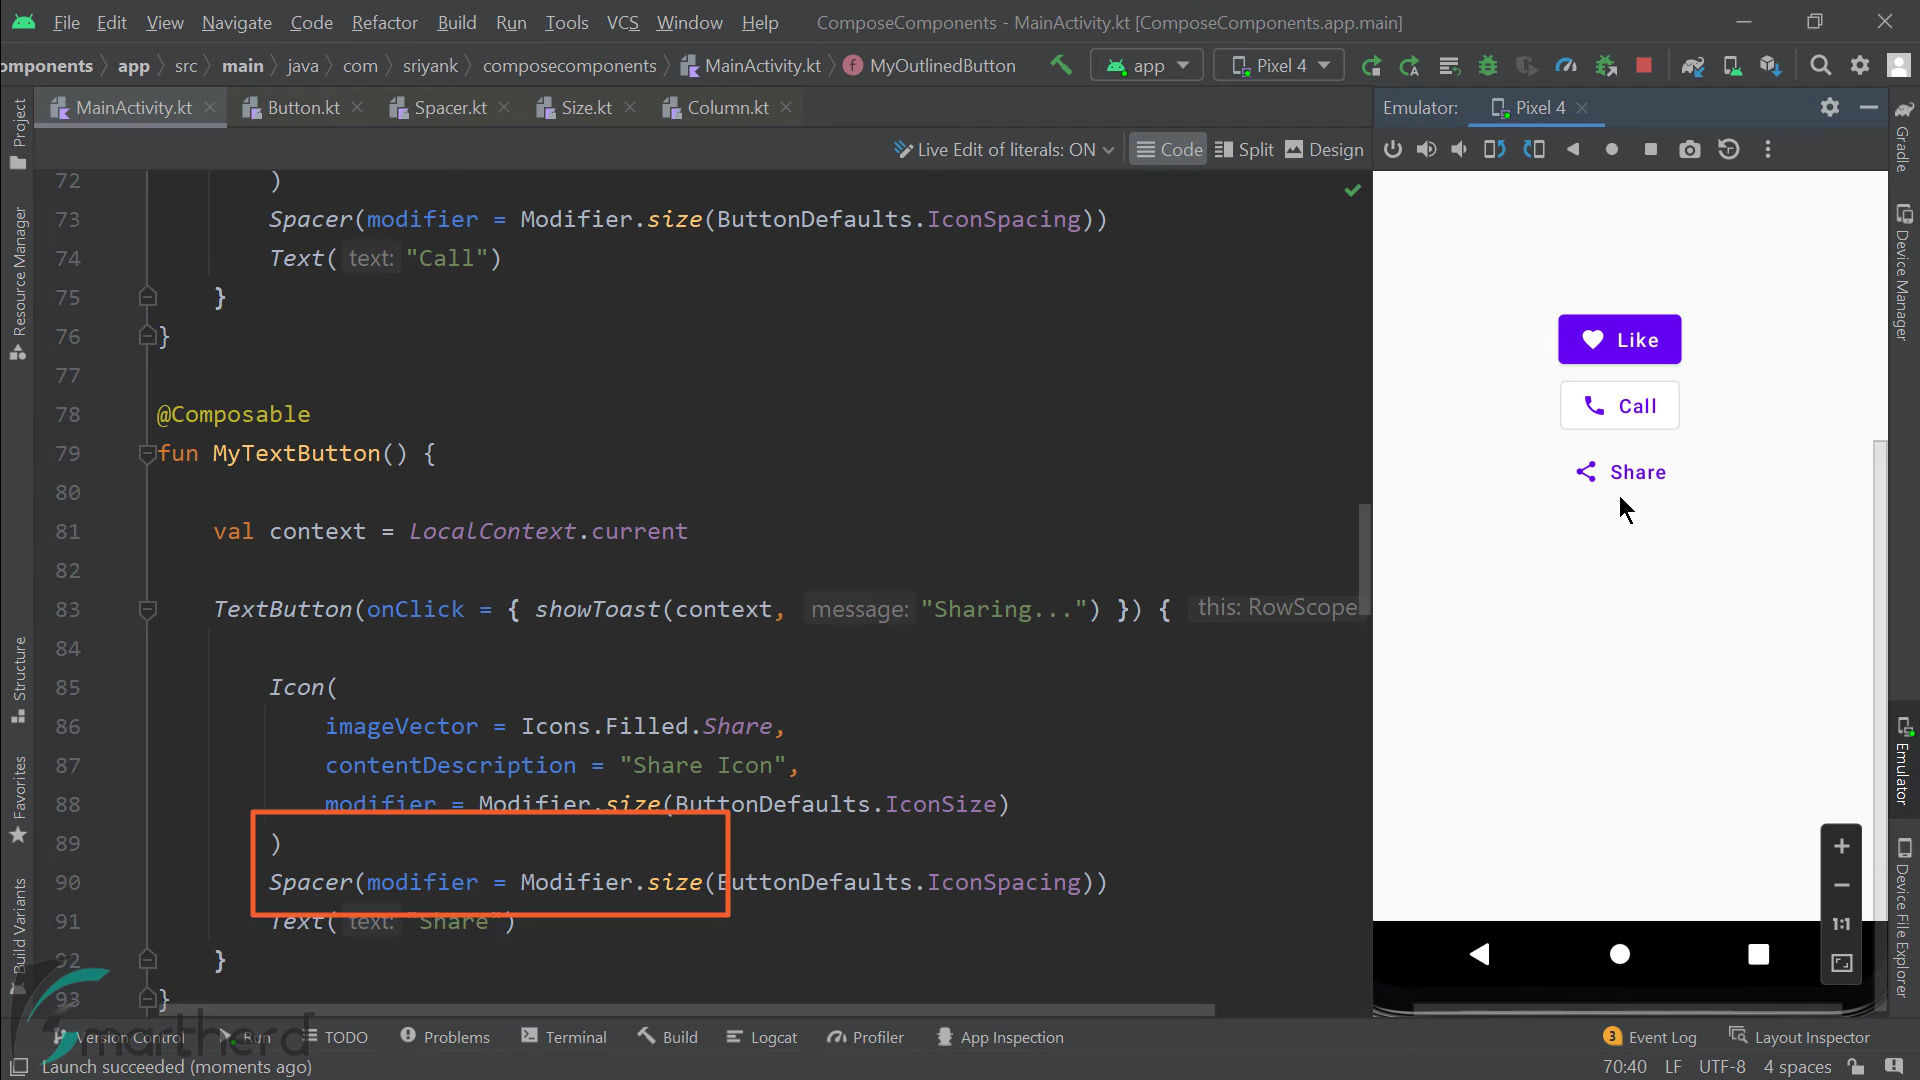 File Edit View Navigate Code Refactor Build Run Tools VCS Window Help ComposeComponents - MainActivity.kt [ComposeComponents.app.main]
omponents app src main java com sriyank composecomponents MainActivity.kt MyOutlinedButton app Pixel 4
MainActivity.kt Button.kt Spacer.kt Size.kt Column.kt Emulator: Pixel 4
Live Edit of literals: ON Code Split Design
72 )
73 Spacer(modifier = Modifier.size(ButtonDefaults.IconSpacing))
74 Text( text: "Call")
75 }
76 }
77
78 @Composable
79 fun MyTextButton() {
80
81 val context = LocalContext.current
82
83 TextButton(onClick = { showToast(context, message: "Sharing...") }) { this: RowScope
84
85 Icon(
86 imageVector = Icons.Filled.Share,
87 contentDescription = "Share Icon",
88 modifier = Modifier.size(ButtonDefaults.IconSize)
89 )
90 Spacer(modifier = Modifier.size(ButtonDefaults.IconSpacing))
91 Text( text: "Share")
92 }
93 }
Like
Call
Share
1:1
Project
Resource Manager
Structure
Favorites
Build Variants
Gradle
Device Manager
Emulator
Device File Explorer
Version Control Run TODO Problems Terminal Build Logcat Profiler App Inspection 3 Event Log Layout Inspector
martherd
Launch succeeded (moments ago) 70:40 LF UTF-8 4 spaces